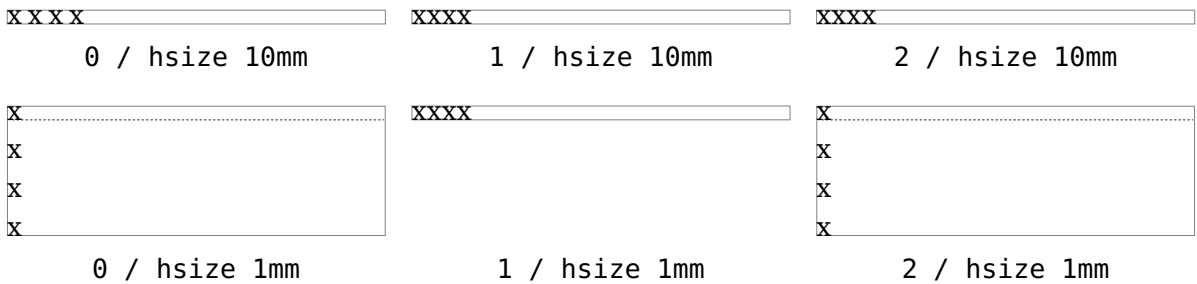 x x x x xxxx xxxx
0 / hsize 10mm 1 / hsize 10mm 2 / hsize 10mm
x xxxx x
x x
x x
x x
0 / hsize 1mm 1 / hsize 1mm 2 / hsize 1mm